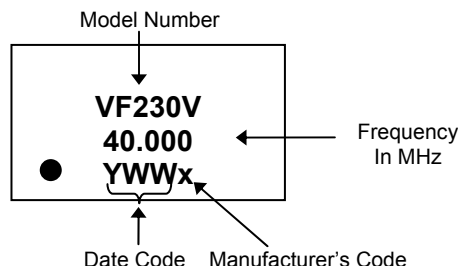 Model Number
VF230V
40.000
YWWx
Frequency
In MHz
Date Code Manufacturer's Code